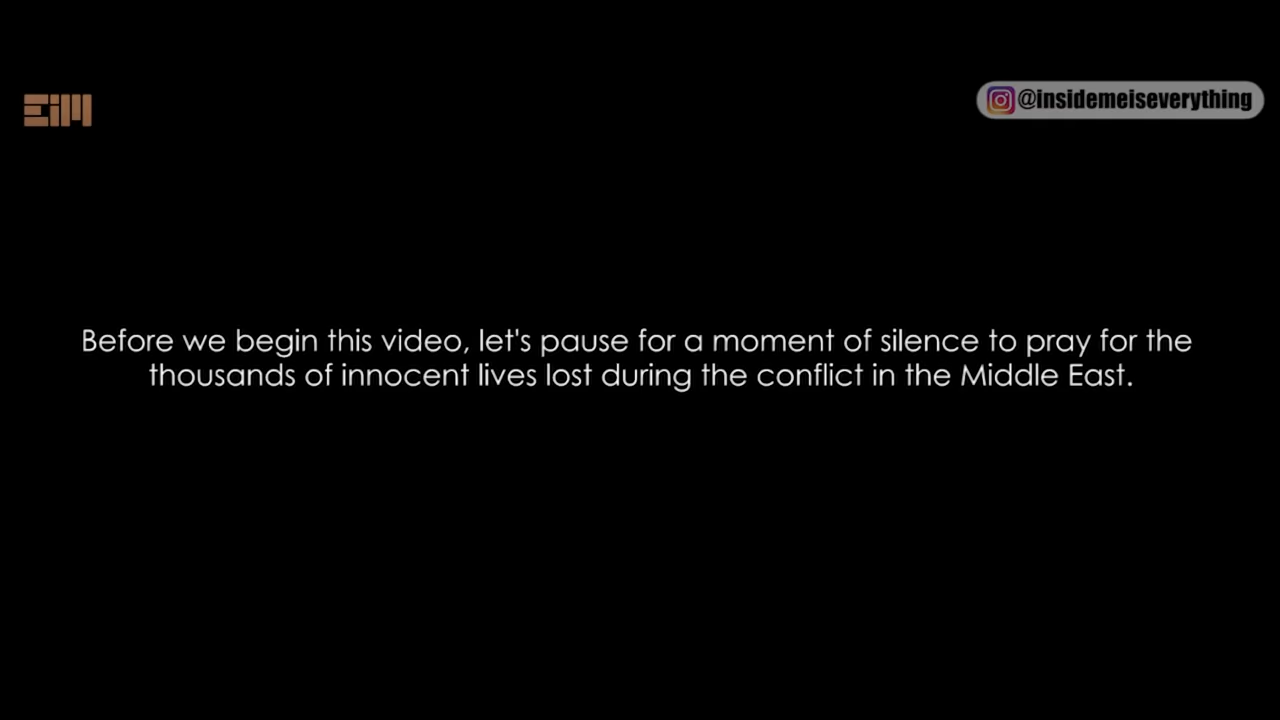 EiM
@insidemeiseverything
Before we begin this video, let's pause for a moment of silence to pray for the
thousands of innocent lives lost during the conflict in the Middle East.